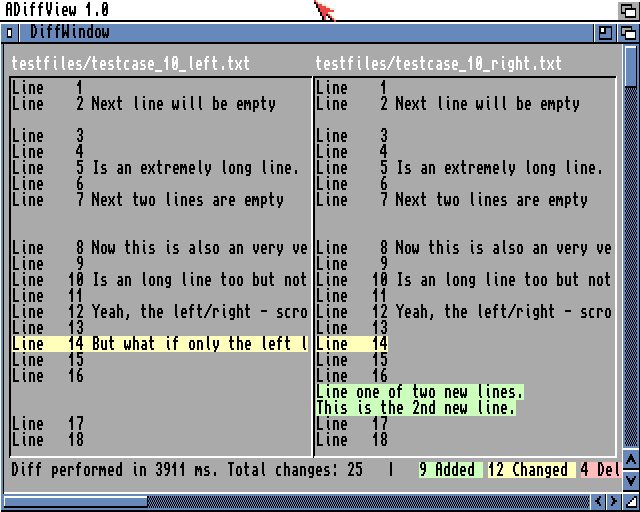 ADiffView 1.0
DiffWindow
testfiles/testcase_10_left.txt testfiles/testcase_10_right.txt
Line 1 Line 1
Line 2 Next line will be empty Line 2 Next line will be empty
Line 3 Line 3
Line 4 Line 4
Line 5 Is an extremely long line. Line 5 Is an extremely long line.
Line 6 Line 6
Line 7 Next two lines are empty Line 7 Next two lines are empty
Line 8 Now this is also an very ve Line 8 Now this is also an very ve
Line 9 Line 9
Line 10 Is an long line too but not Line 10 Is an long line too but not
Line 11 Line 11
Line 12 Yeah, the left/right - scro Line 12 Yeah, the left/right - scro
Line 13 Line 13
Line 14 But what if only the left l Line 14
Line 15 Line 15
Line 16 Line 16
Line one of two new lines.
This is the 2nd new line.
Line 17 Line 17
Line 18 Line 18
Diff performed in 3911 ms. Total changes: 25 | 9 Added 12 Changed 4 Del